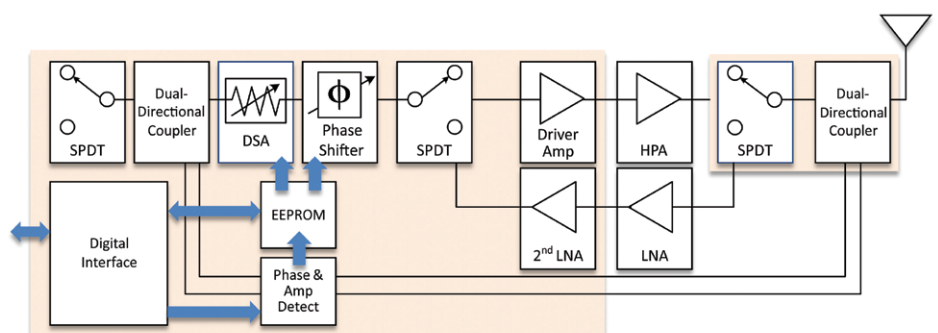 SPDT
Dual-
Directional
Coupler
DSA
ϕ
Phase
Shifter
SPDT
Driver
Amp
HPA
SPDT
Dual-
Directional
Coupler
Digital
Interface
EEPROM
Phase &
Amp
Detect
2nd LNA
LNA